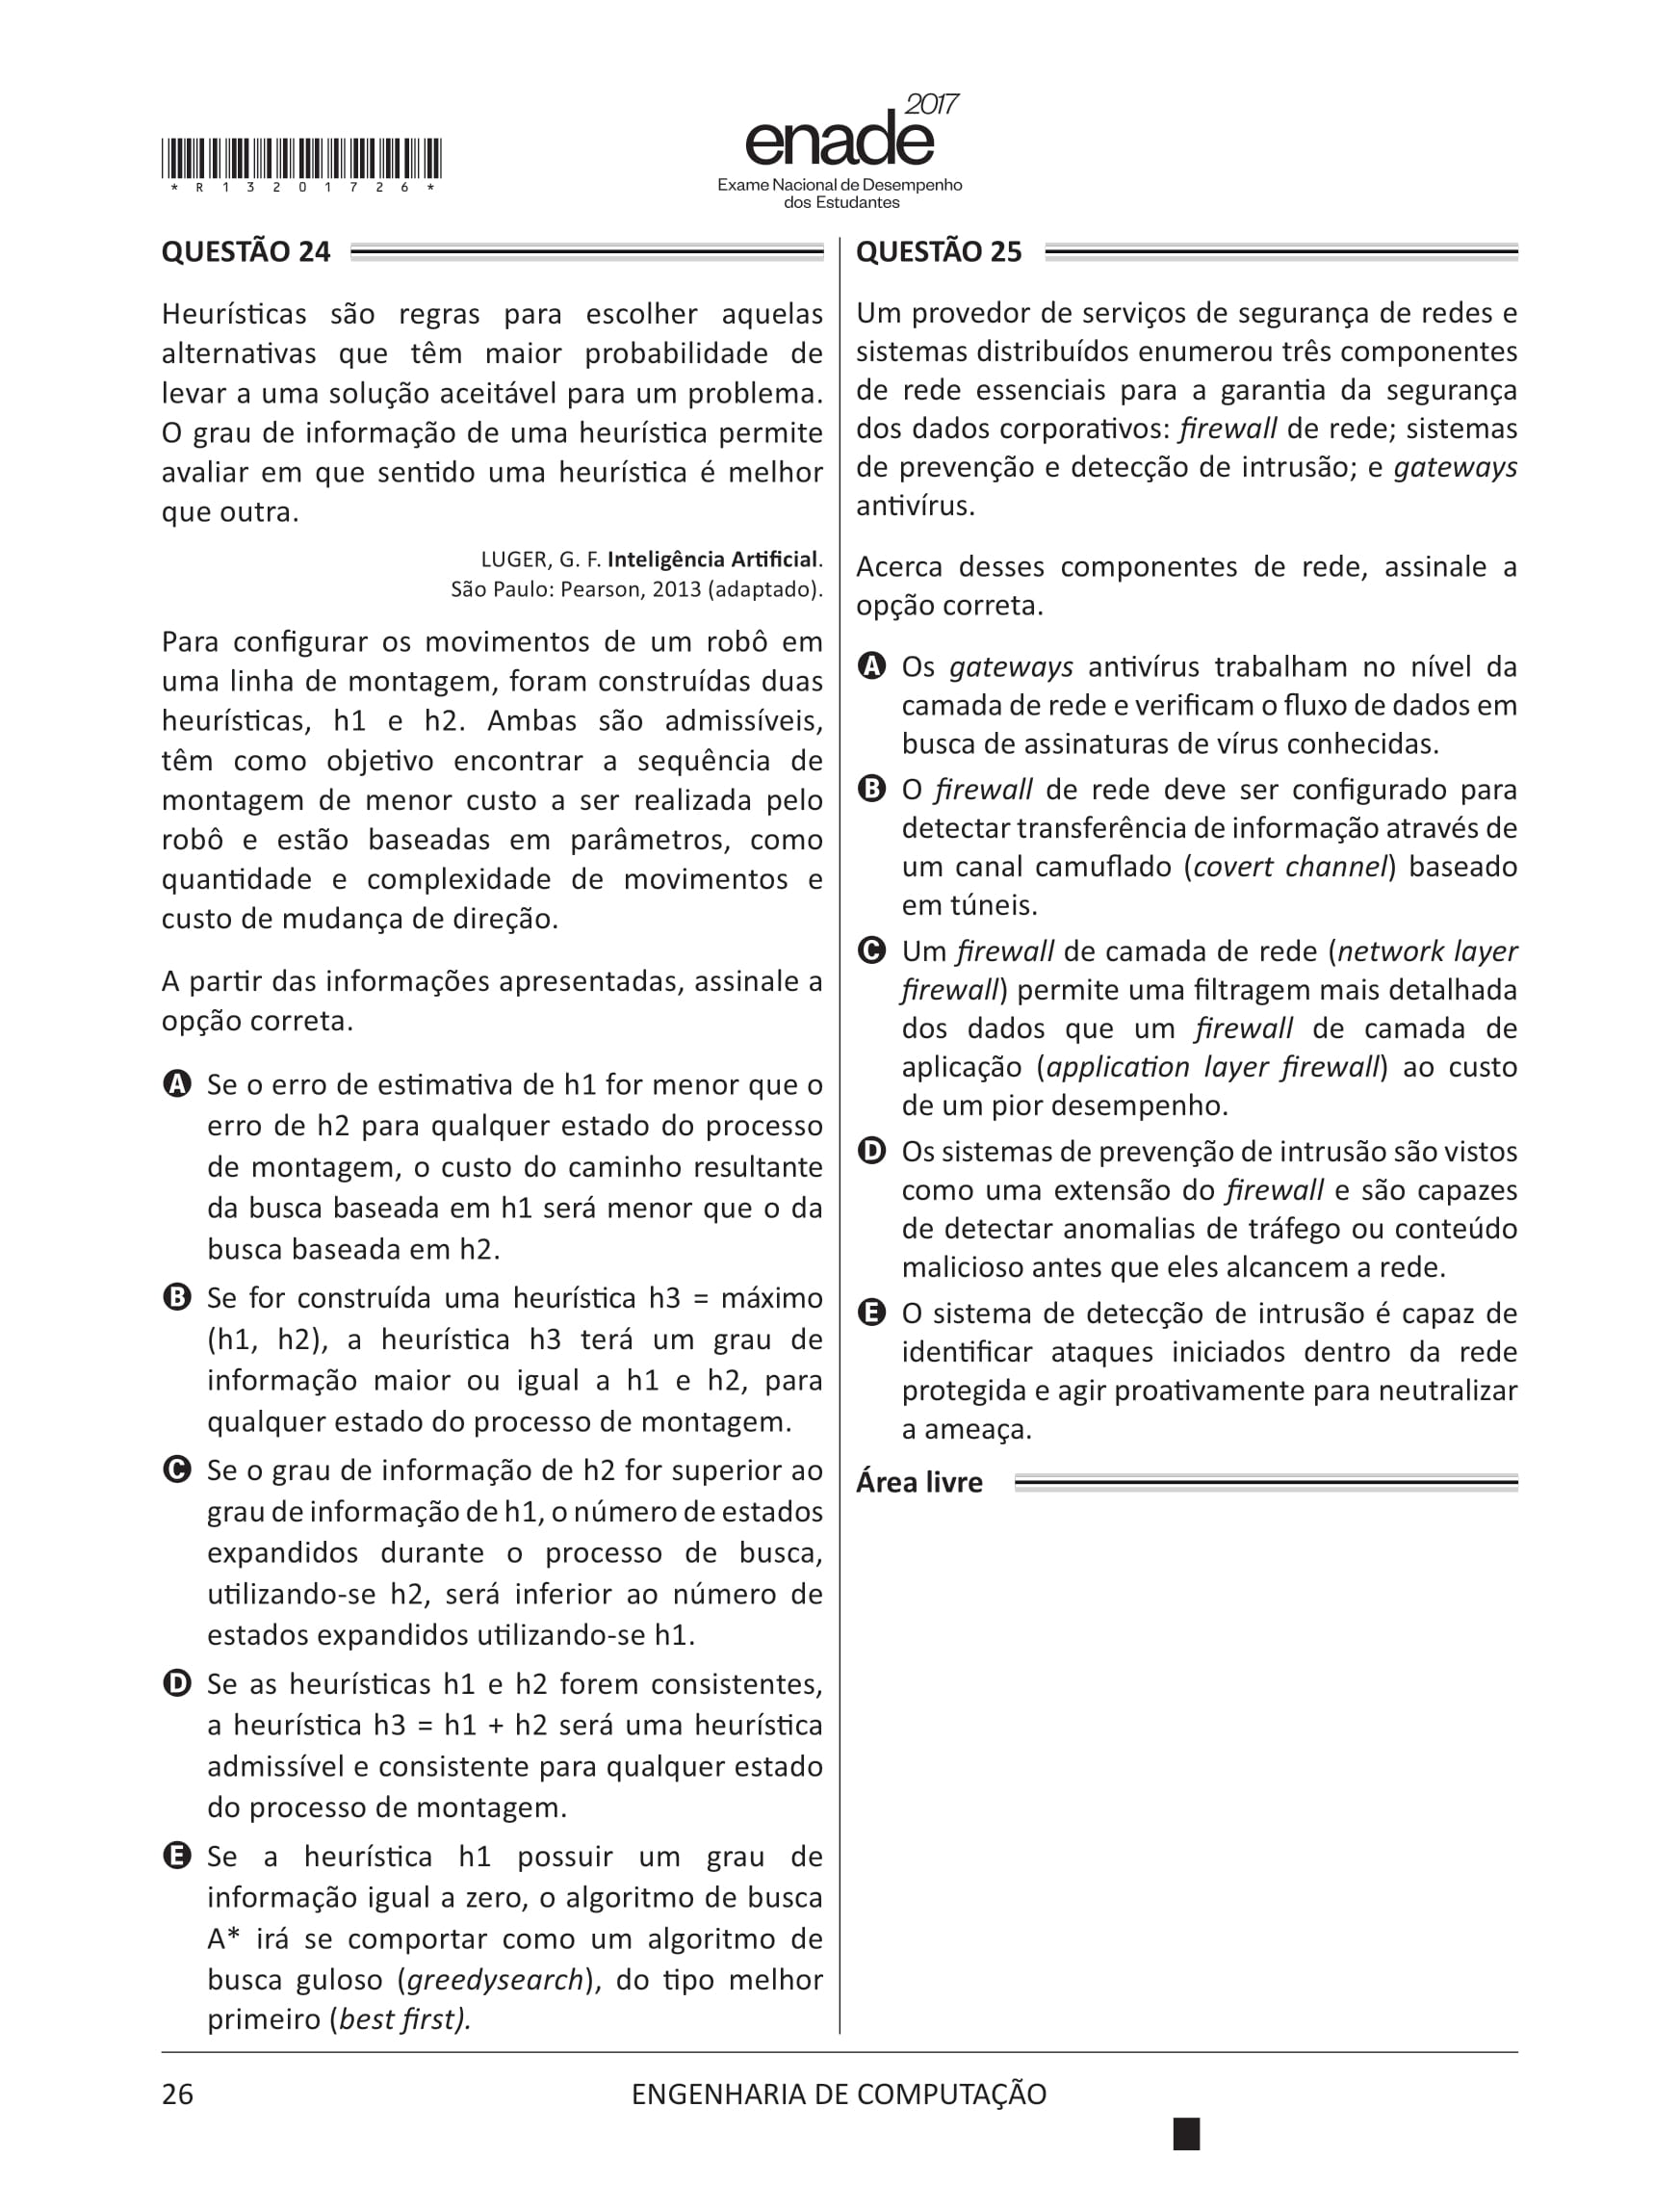 * R 1 3 2 0 1 7 2 6 *
2017
enade
Exame Nacional de Desempenho
dos Estudantes
QUESTÃO 24
Heurísticas são regras para escolher aquelas
alternativas que têm maior probabilidade de
levar a uma solução aceitável para um problema.
O grau de informação de uma heurística permite
avaliar em que sentido uma heurística é melhor
que outra.
LUGER, G. F. Inteligência Artificial.
São Paulo: Pearson, 2013 (adaptado).
Para configurar os movimentos de um robô em
uma linha de montagem, foram construídas duas
heurísticas, h1 e h2. Ambas são admissíveis,
têm como objetivo encontrar a sequência de
montagem de menor custo a ser realizada pelo
robô e estão baseadas em parâmetros, como
quantidade e complexidade de movimentos e
custo de mudança de direção.
A partir das informações apresentadas, assinale a
opção correta.
A Se o erro de estimativa de h1 for menor que o
erro de h2 para qualquer estado do processo
de montagem, o custo do caminho resultante
da busca baseada em h1 será menor que o da
busca baseada em h2.
B Se for construída uma heurística h3 = máximo
(h1, h2), a heurística h3 terá um grau de
informação maior ou igual a h1 e h2, para
qualquer estado do processo de montagem.
C Se o grau de informação de h2 for superior ao
grau de informação de h1, o número de estados
expandidos durante o processo de busca,
utilizando-se h2, será inferior ao número de
estados expandidos utilizando-se h1.
D Se as heurísticas h1 e h2 forem consistentes,
a heurística h3 = h1 + h2 será uma heurística
admissível e consistente para qualquer estado
do processo de montagem.
E Se a heurística h1 possuir um grau de
informação igual a zero, o algoritmo de busca
A* irá se comportar como um algoritmo de
busca guloso (greedysearch), do tipo melhor
primeiro (best first).
QUESTÃO 25
Um provedor de serviços de segurança de redes e
sistemas distribuídos enumerou três componentes
de rede essenciais para a garantia da segurança
dos dados corporativos: firewall de rede; sistemas
de prevenção e detecção de intrusão; e gateways
antivírus.
Acerca desses componentes de rede, assinale a
opção correta.
A Os gateways antivírus trabalham no nível da
camada de rede e verificam o fluxo de dados em
busca de assinaturas de vírus conhecidas.
B O firewall de rede deve ser configurado para
detectar transferência de informação através de
um canal camuflado (covert channel) baseado
em túneis.
C Um firewall de camada de rede (network layer
firewall) permite uma filtragem mais detalhada
dos dados que um firewall de camada de
aplicação (application layer firewall) ao custo
de um pior desempenho.
D Os sistemas de prevenção de intrusão são vistos
como uma extensão do firewall e são capazes
de detectar anomalias de tráfego ou conteúdo
malicioso antes que eles alcancem a rede.
E O sistema de detecção de intrusão é capaz de
identificar ataques iniciados dentro da rede
protegida e agir proativamente para neutralizar
a ameaça.
Área livre
26
ENGENHARIA DE COMPUTAÇÃO